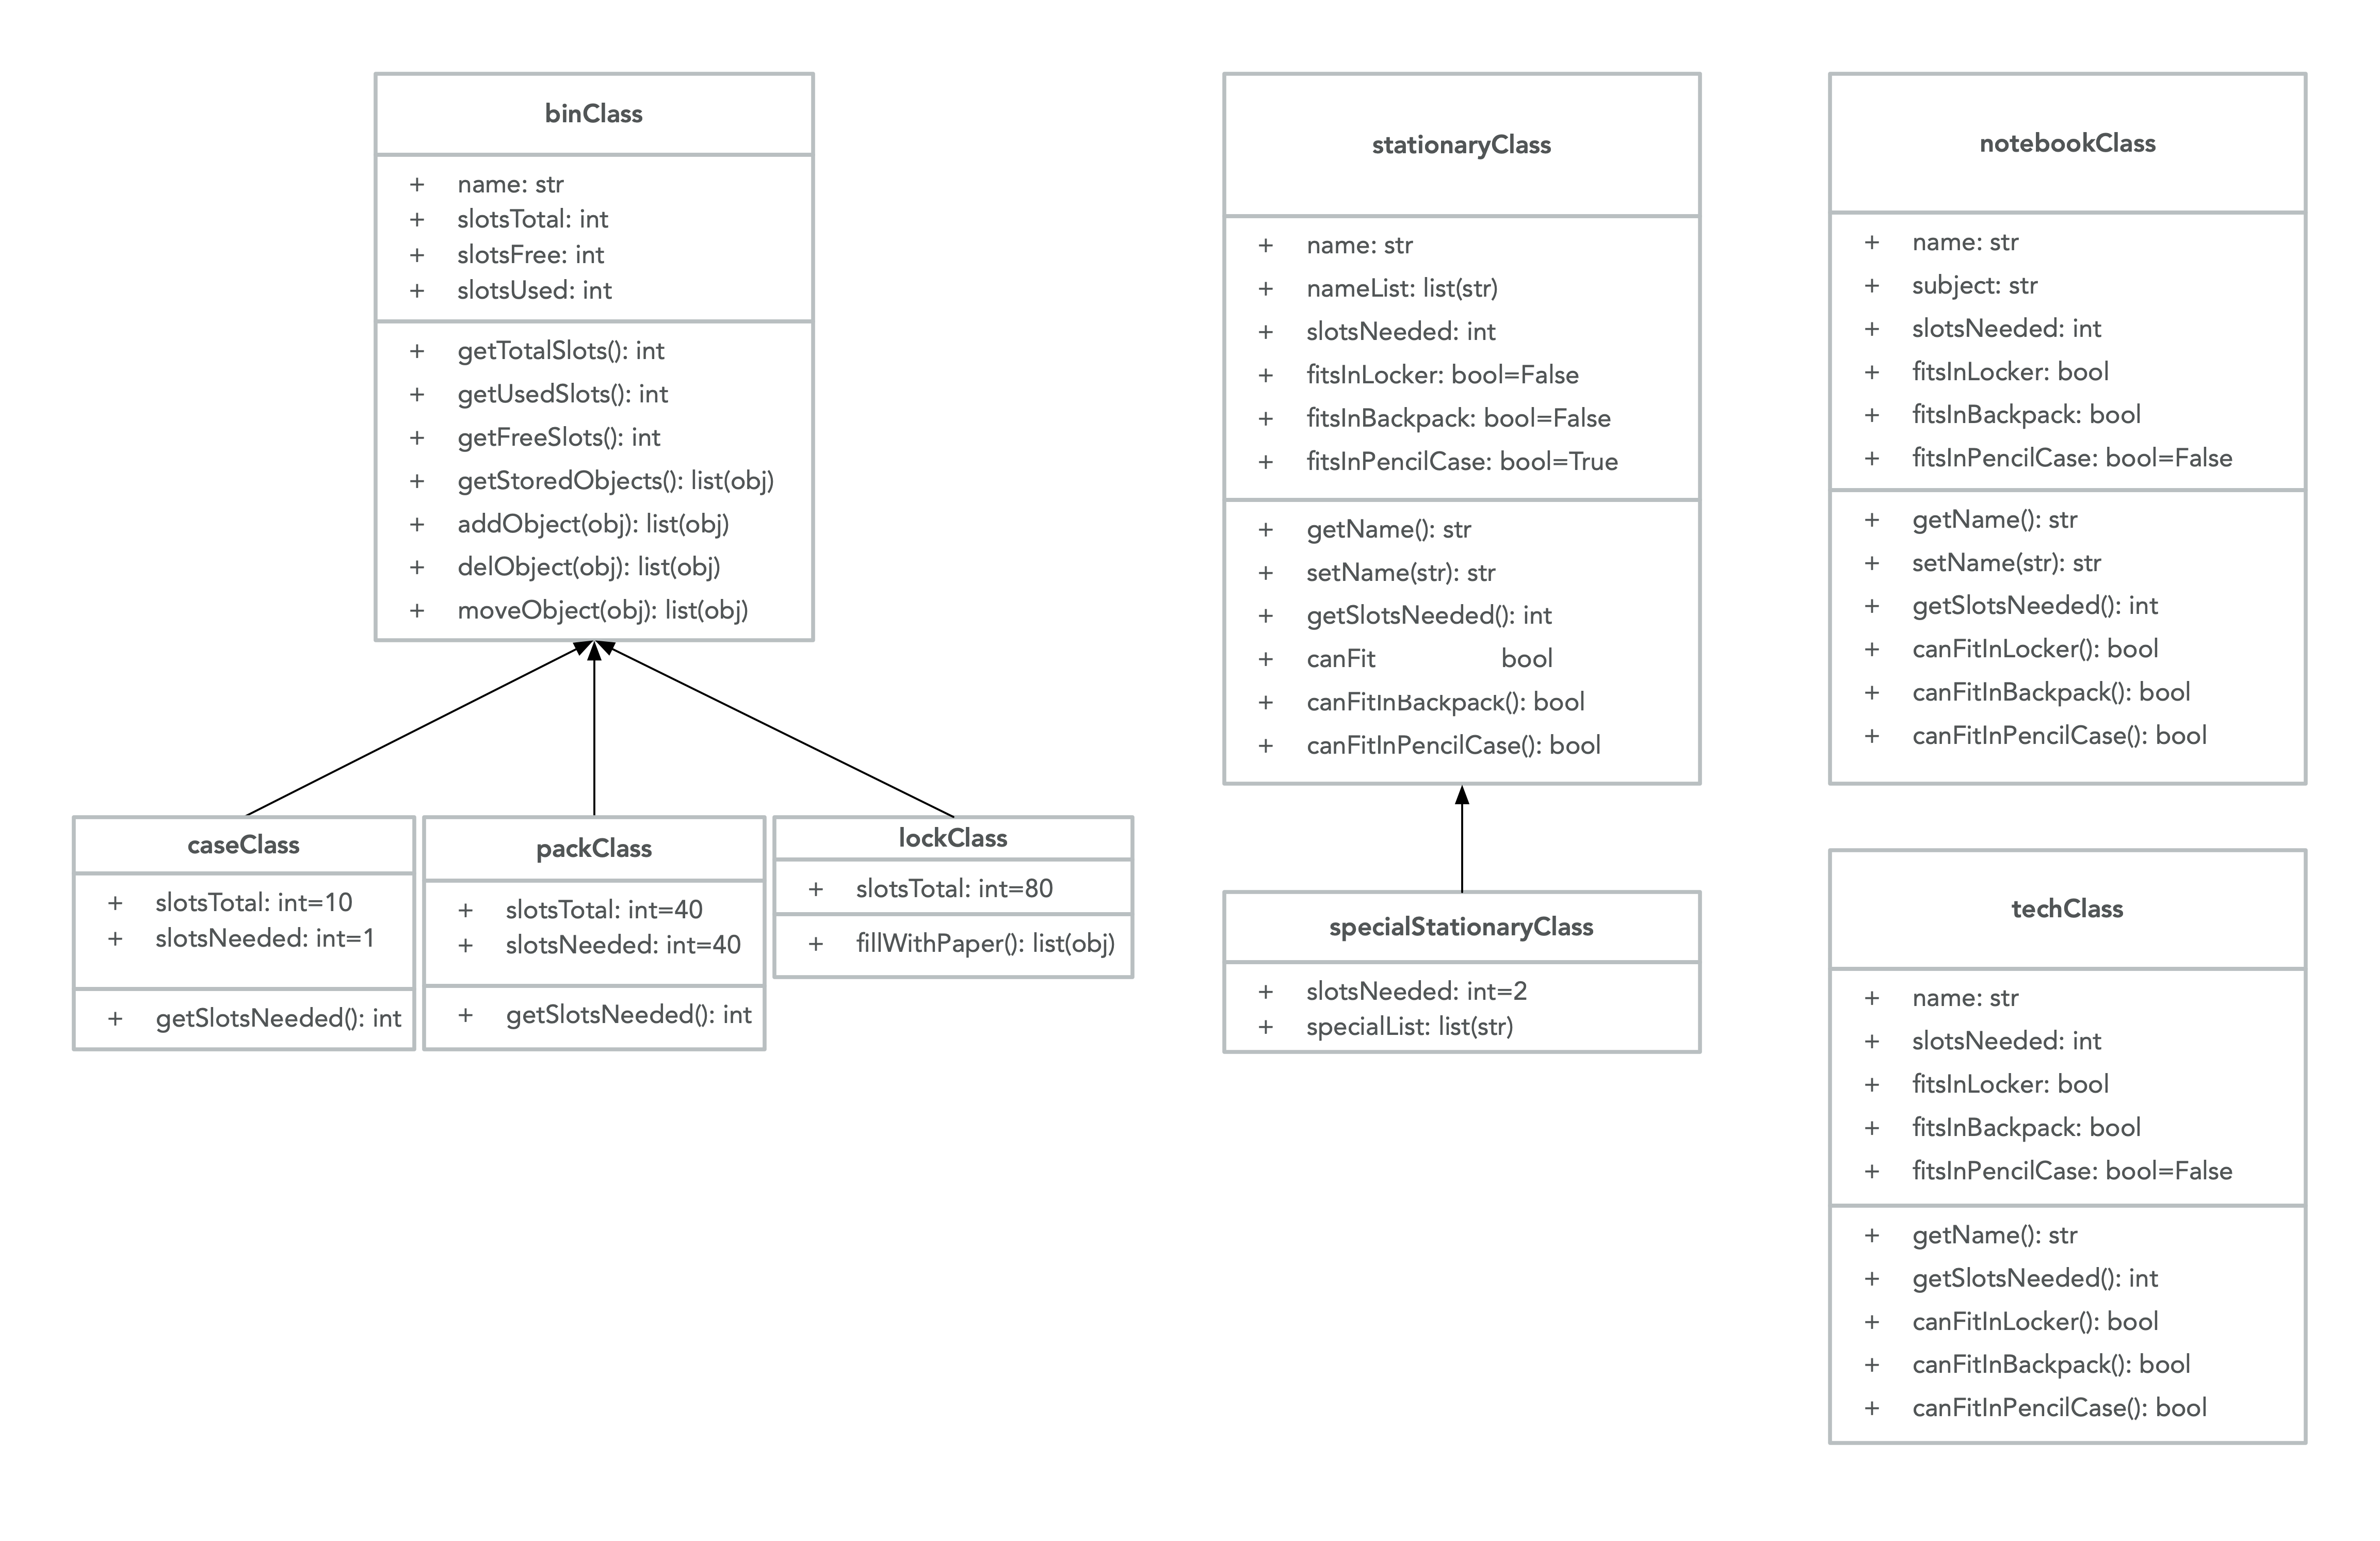 binClass
+ name: str
+ slotsTotal: int
+ slotsFree: int
+ slotsUsed: int
+ getTotalSlots(): int
+ getUsedSlots(): int
+ getFreeSlots(): int
+ getStoredObjects(): list(obj)
+ addObject(obj): list(obj)
+ delObject(obj): list(obj)
+ moveObject(obj): list(obj)
caseClass
+ slotsTotal: int=10
+ slotsNeeded: int=1
+ getSlotsNeeded(): int
packClass
+ slotsTotal: int=40
+ slotsNeeded: int=40
+ getSlotsNeeded(): int
lockClass
+ slotsTotal: int=80
+ fillWithPaper(): list(obj)
stationaryClass
+ name: str
+ nameList: list(str)
+ slotsNeeded: int
+ fitsInLocker: bool=False
+ fitsInBackpack: bool=False
+ fitsInPencilCase: bool=True
+ getName(): str
+ setName(str): str
+ getSlotsNeeded(): int
+ canFit bool
+ canFitInBackpack(): bool
+ canFitInPencilCase(): bool
specialStationaryClass
+ slotsNeeded: int=2
+ specialList: list(str)
notebookClass
+ name: str
+ subject: str
+ slotsNeeded: int
+ fitsInLocker: bool
+ fitsInBackpack: bool
+ fitsInPencilCase: bool=False
+ getName(): str
+ setName(str): str
+ getSlotsNeeded(): int
+ canFitInLocker(): bool
+ canFitInBackpack(): bool
+ canFitInPencilCase(): bool
techClass
+ name: str
+ slotsNeeded: int
+ fitsInLocker: bool
+ fitsInBackpack: bool
+ fitsInPencilCase: bool=False
+ getName(): str
+ getSlotsNeeded(): int
+ canFitInLocker(): bool
+ canFitInBackpack(): bool
+ canFitInPencilCase(): bool